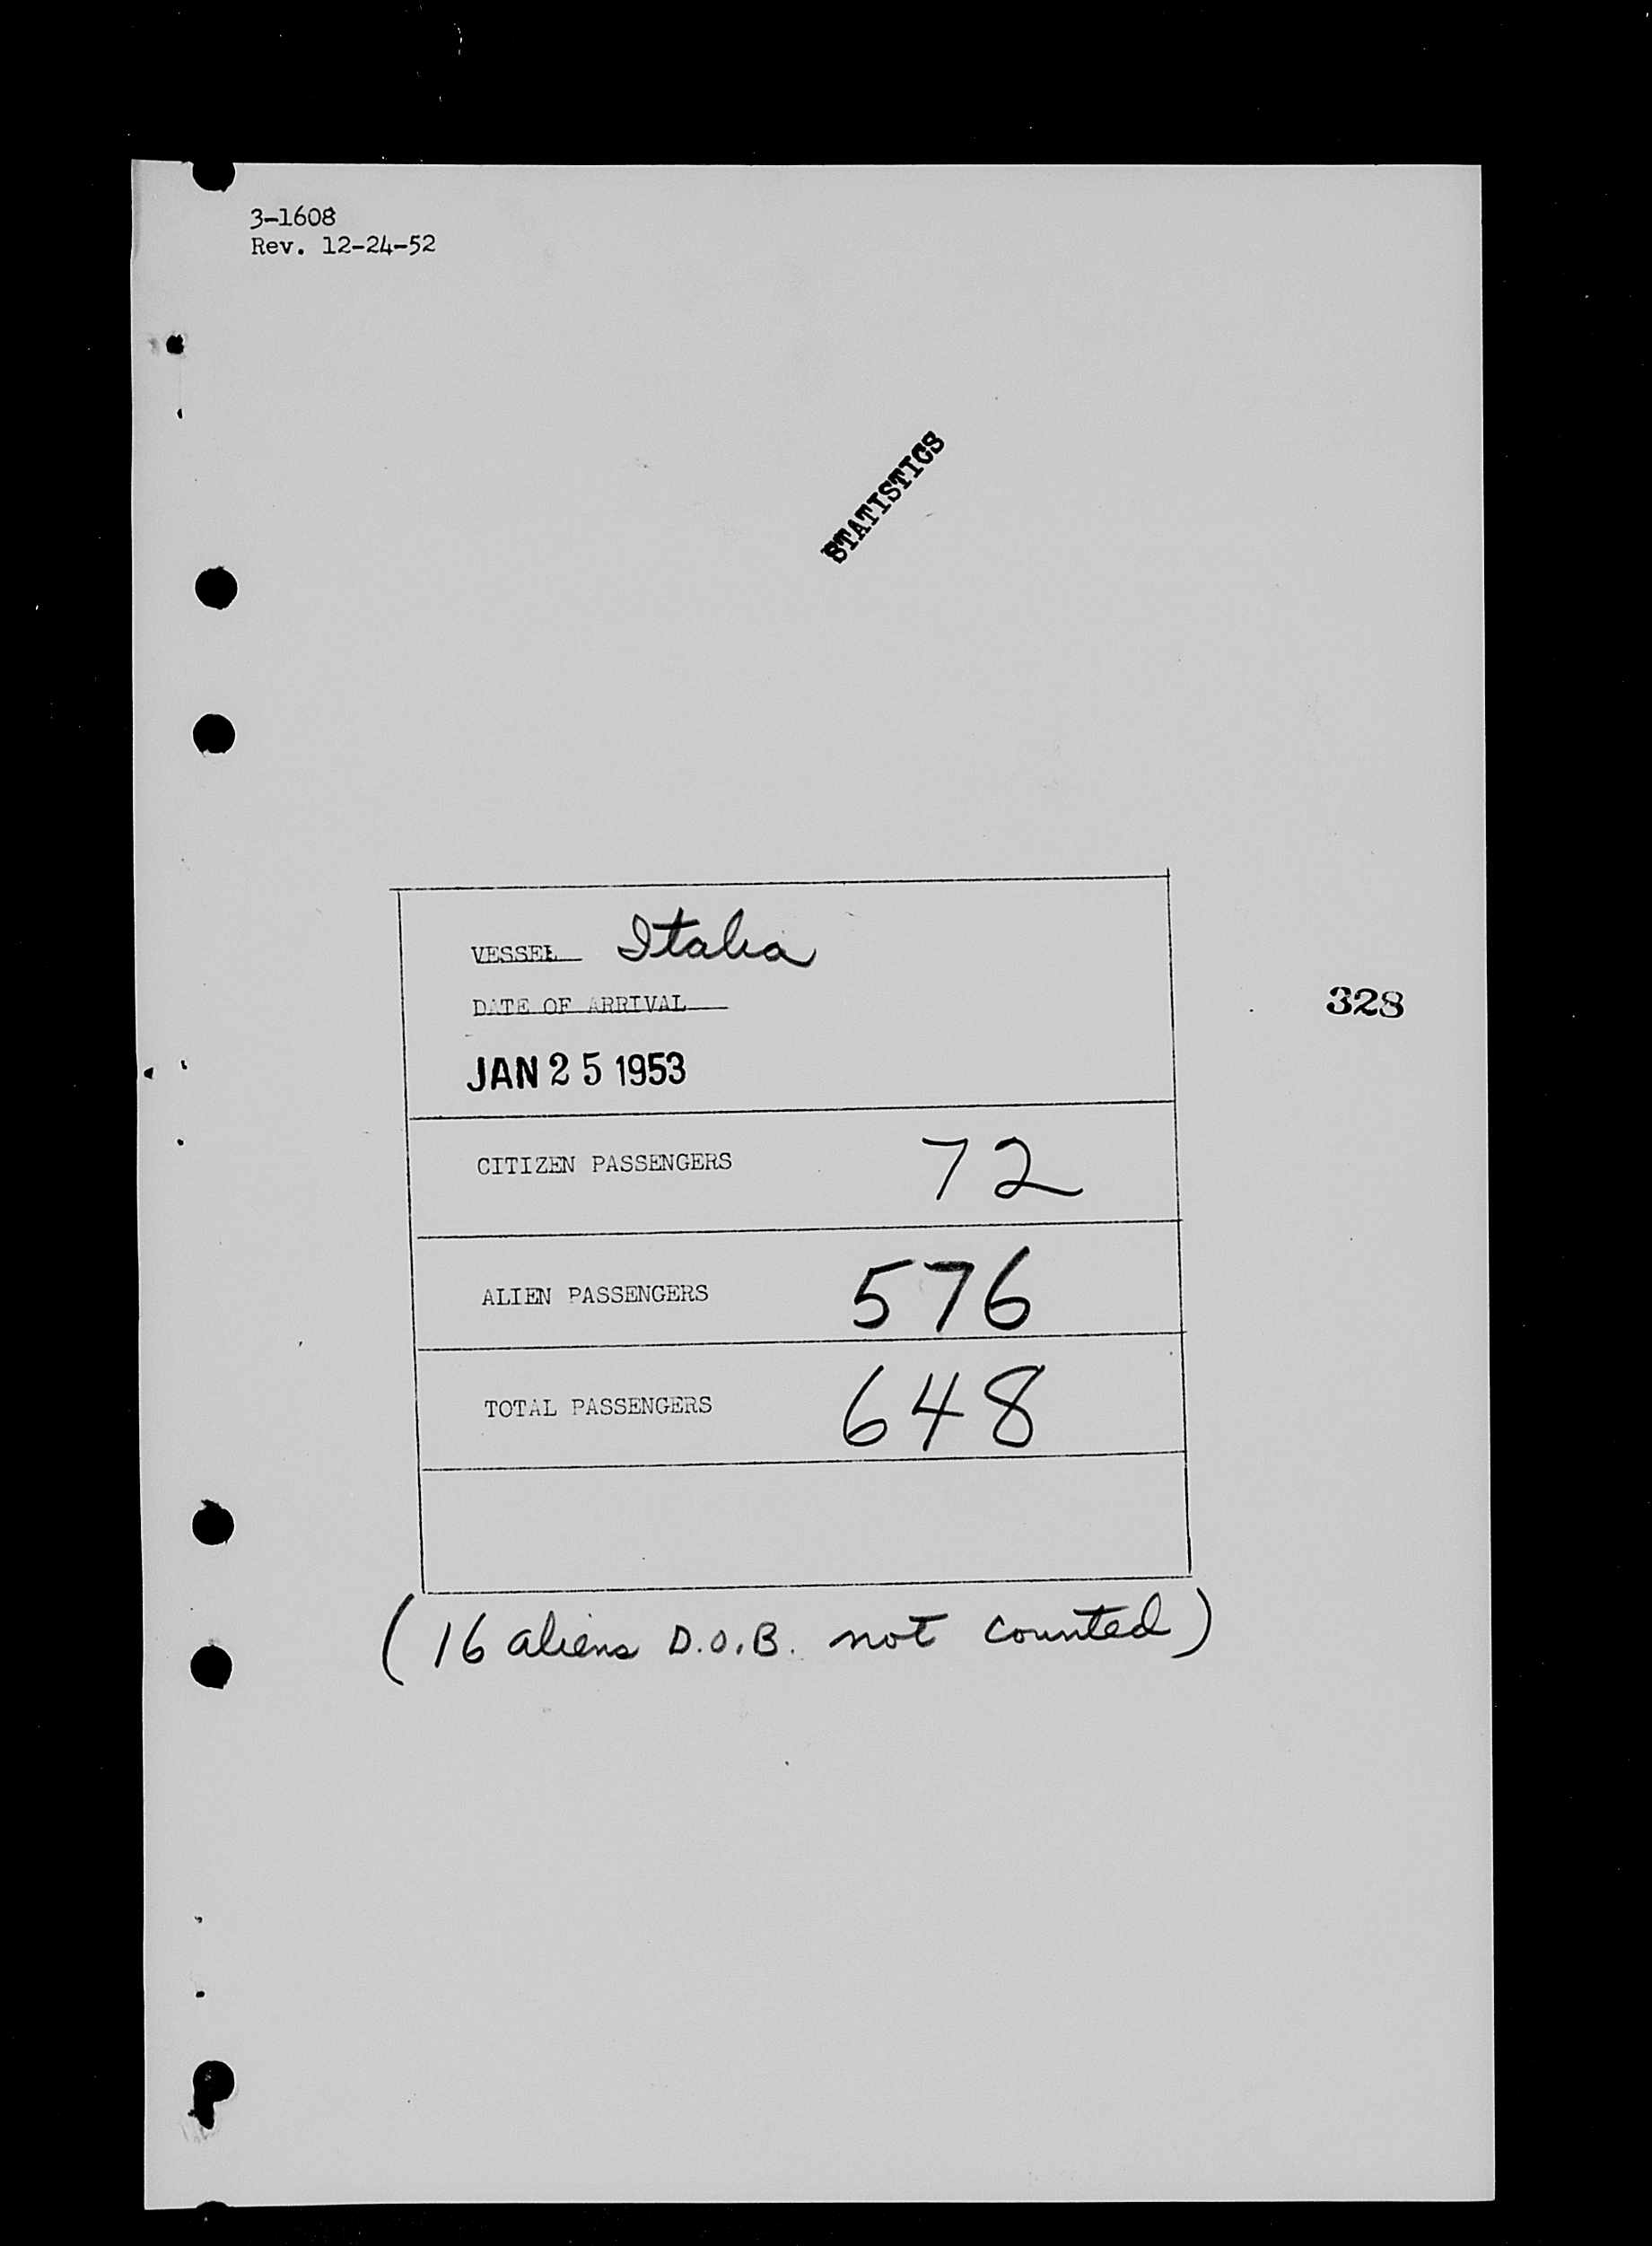 3-1608
Rev. 12-24-52
STATISTICS
VESSEL Italia
DATE OF ARRIVAL
328
JAN 25 1953
CITIZEN PASSENGERS 72
ALIEN PASSENGERS 576
TOTAL PASSENGERS 648
(16 aliens D.O.B. not counted)